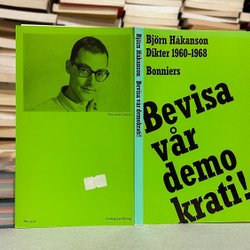 Björn Håkanson
Dikter 1960-1968
Bonniers
Bevisa
vår
demo
krati!
Björn Håkanson Bevisa vår demokrati!